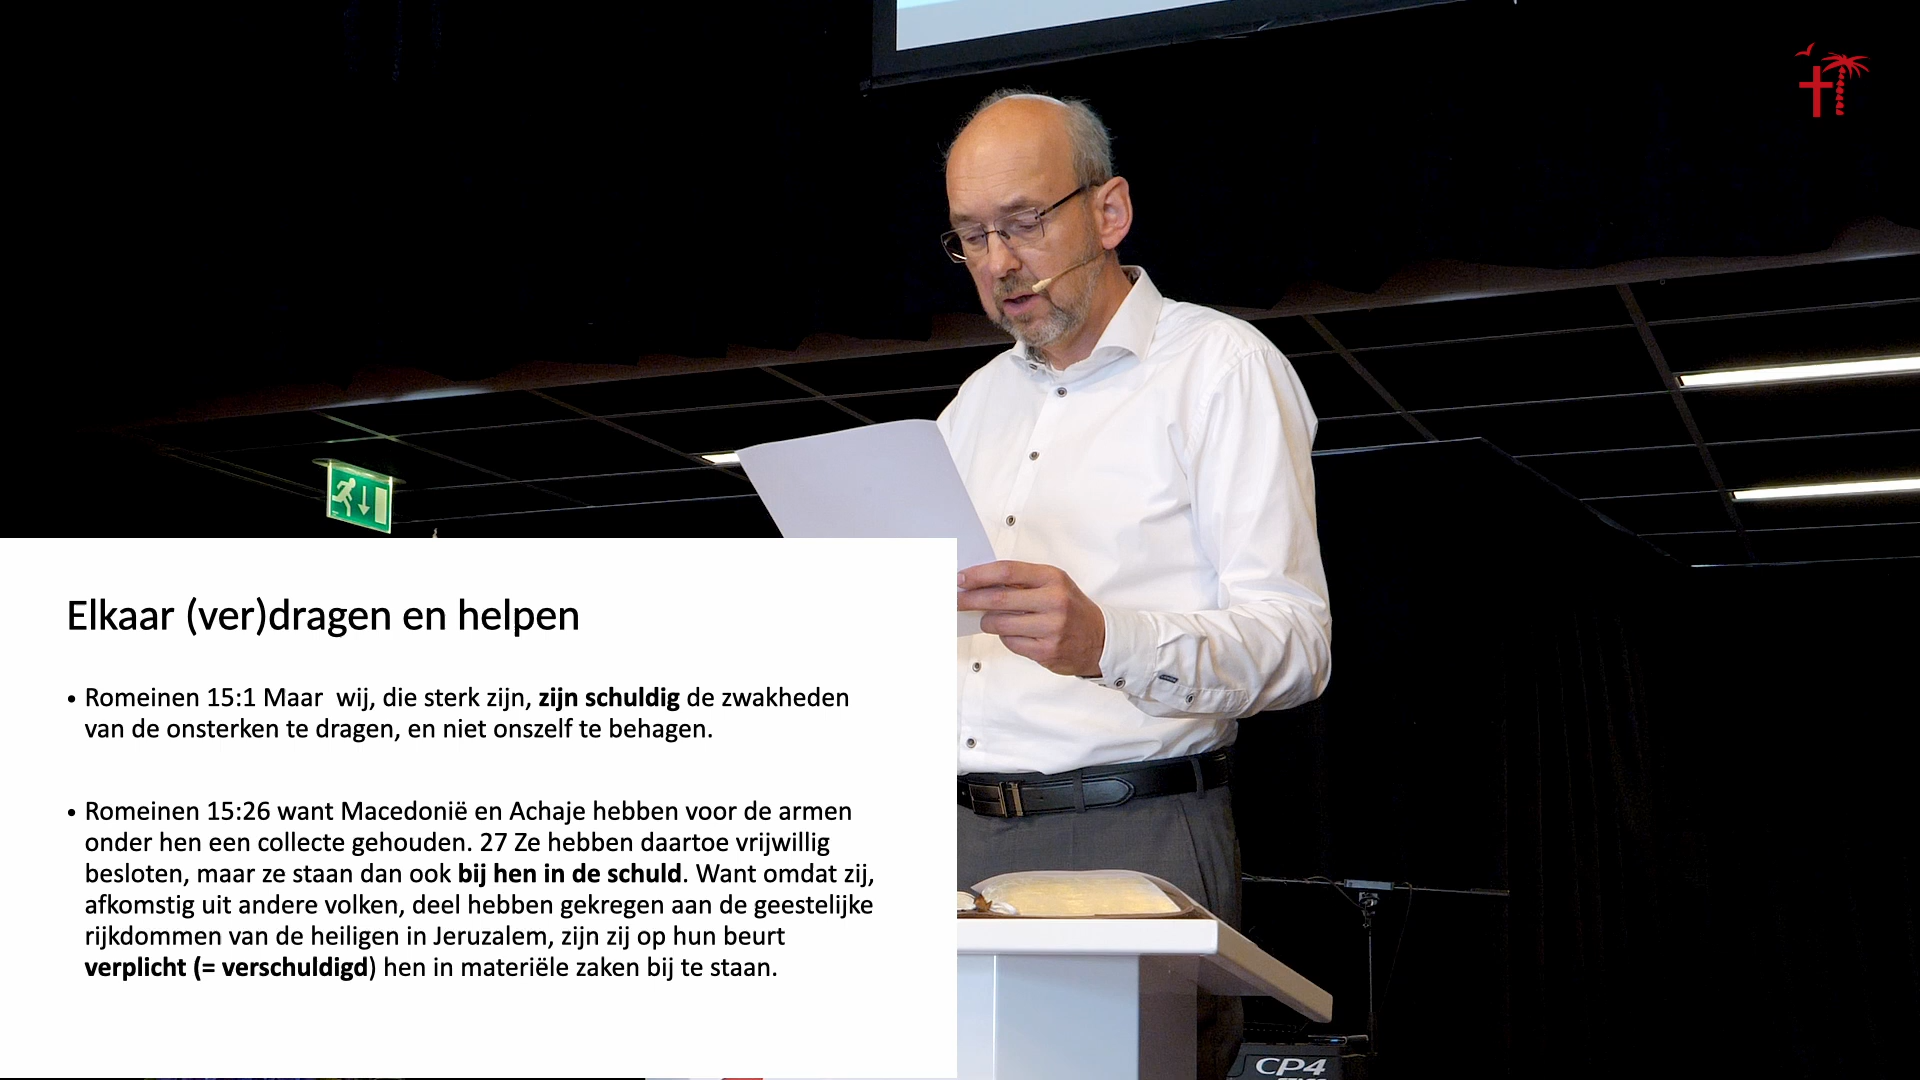 Elkaar (ver)dragen en helpen
• Romeinen 15:1 Maar  wij, die sterk zijn, zijn schuldig de zwakheden
van de onsterken te dragen, en niet onszelf te behagen.
• Romeinen 15:26 want Macedonië en Achaje hebben voor de armen
onder hen een collecte gehouden. 27 Ze hebben daartoe vrijwillig
besloten, maar ze staan dan ook bij hen in de schuld. Want omdat zij,
afkomstig uit andere volken, deel hebben gekregen aan de geestelijke
rijkdommen van de heiligen in Jeruzalem, zijn zij op hun beurt
verplicht (= verschuldigd) hen in materiële zaken bij te staan.
CP4